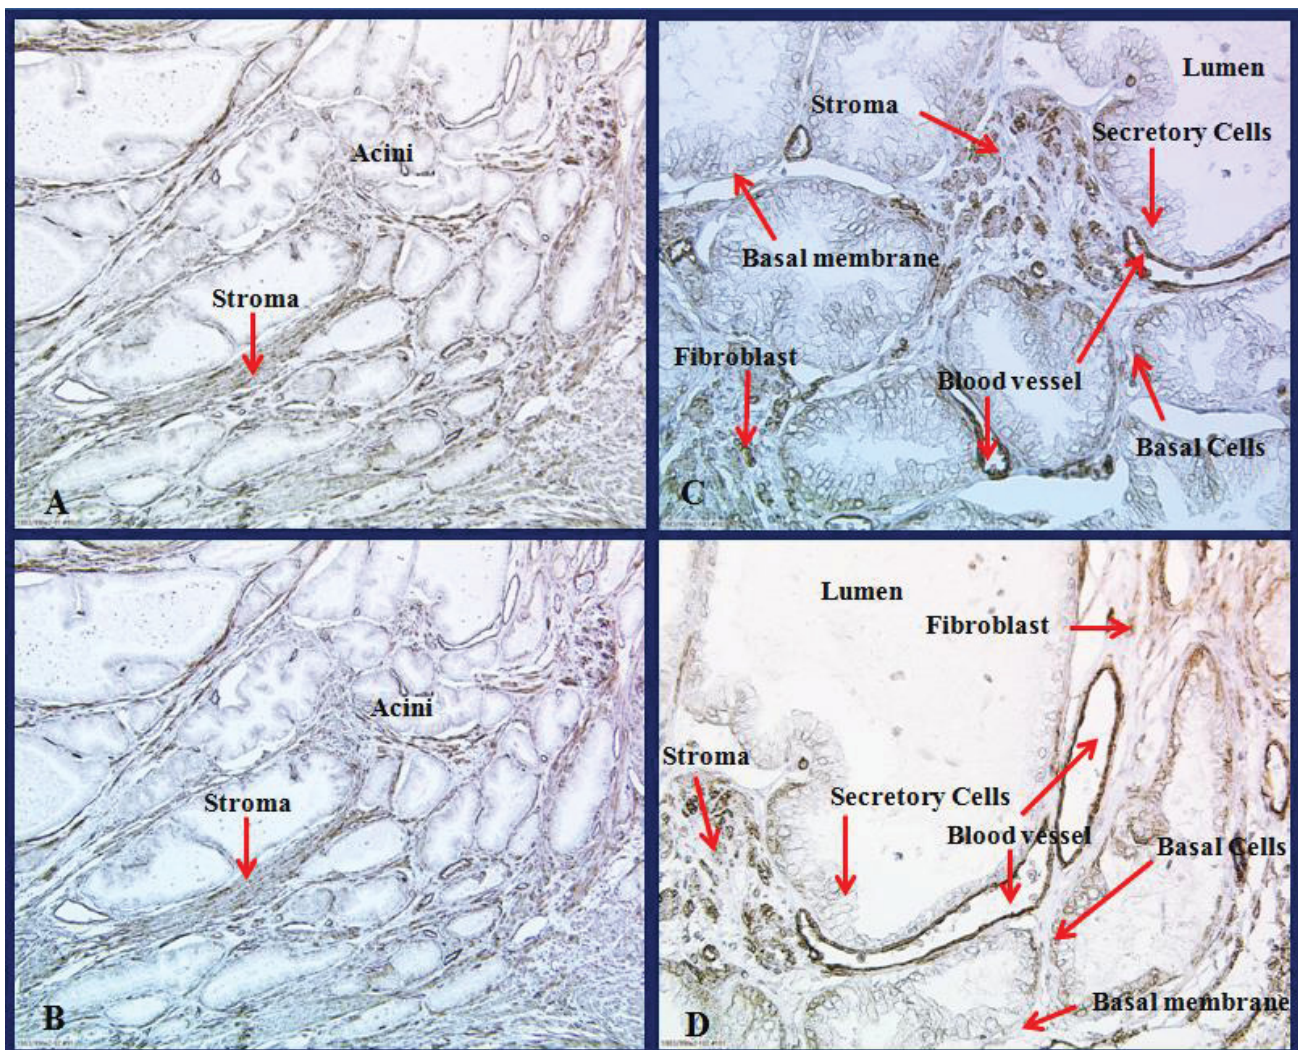 Acini
Stroma
A
Acini
Stroma
B
Lumen
Stroma
Secretory Cells
Basal membrane
Fibroblast
Blood vessel
Basal Cells
C
Lumen
Fibroblast
Stroma
Secretory Cells
Blood vessel
Basal Cells
Basal membrane
D